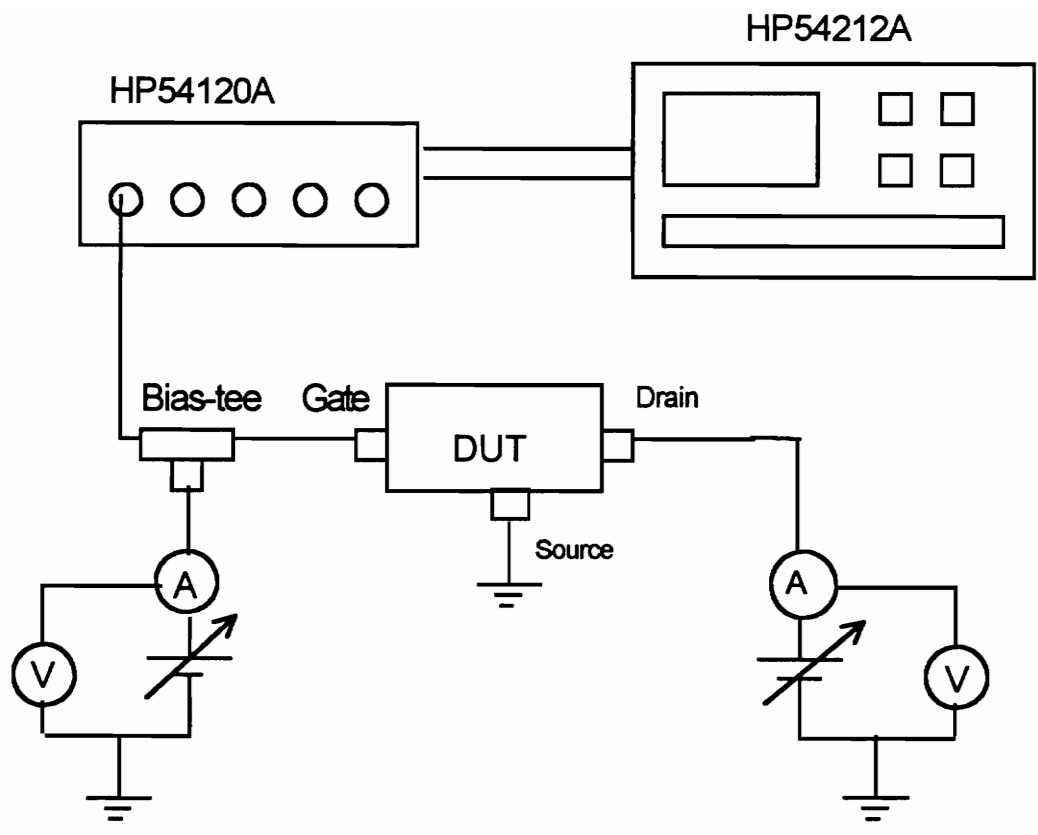 HP54212A
HP54120A
Bias-tee
Gate
Drain
DUT
Source
A
A
V
V